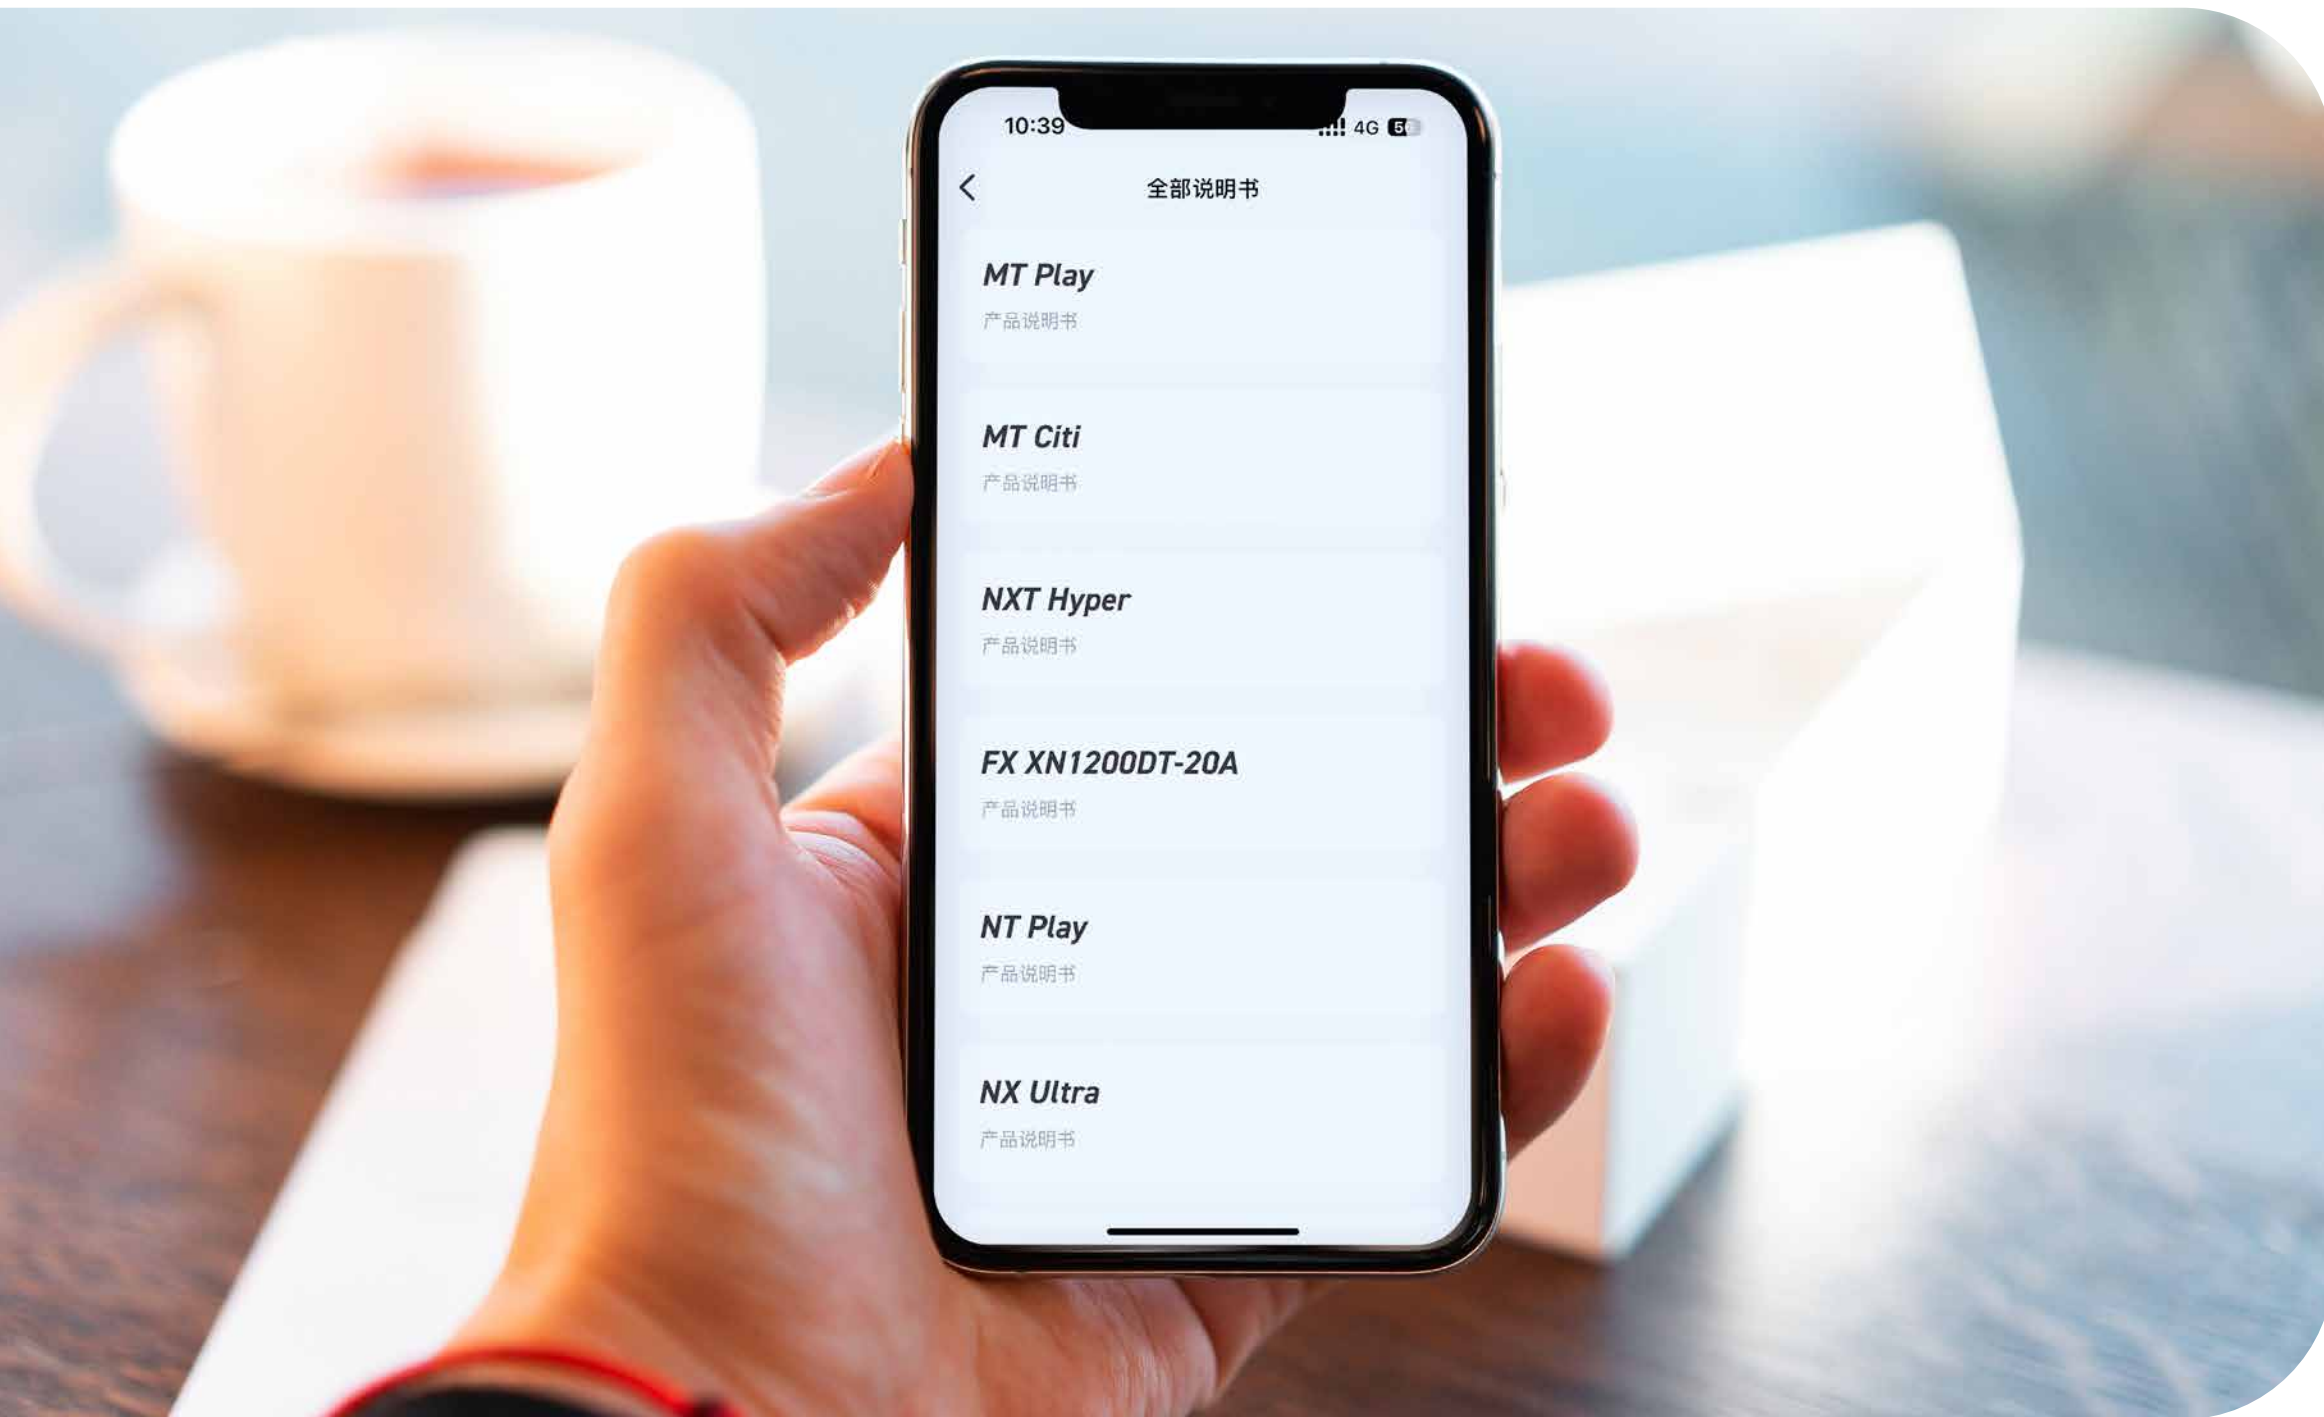 10:39
4G
全部说明书
MT Play
产品说明书
MT Citi
产品说明书
NXT Hyper
产品说明书
FX XN1200DT-20A
产品说明书
NT Play
产品说明书
NX Ultra
产品说明书